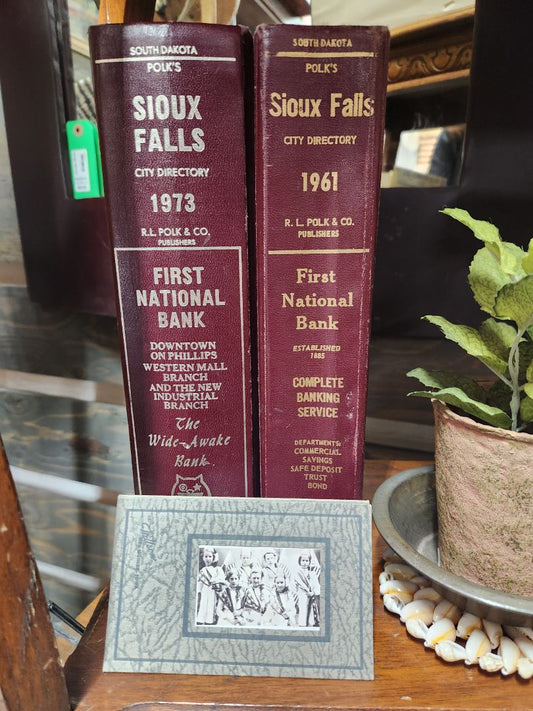 SOUTH DAKOTA
POLK'S
SIOUX
FALLS
CITY DIRECTORY
1973
R.L. POLK & CO.
PUBLISHERS
FIRST
NATIONAL
BANK
DOWNTOWN
ON PHILLIPS
WESTERN MALL
BRANCH
AND THE NEW
INDUSTRIAL
BRANCH
The
Wide-Awake
Bank
SOUTH DAKOTA
POLK'S
Sioux Falls
CITY DIRECTORY
1961
R. L. POLK & CO.
PUBLISHERS
First
National
Bank
ESTABLISHED
1885
COMPLETE
BANKING
SERVICE
DEPARTMENTS:
COMMERCIAL
SAVINGS
SAFE DEPOSIT
TRUST
BOND